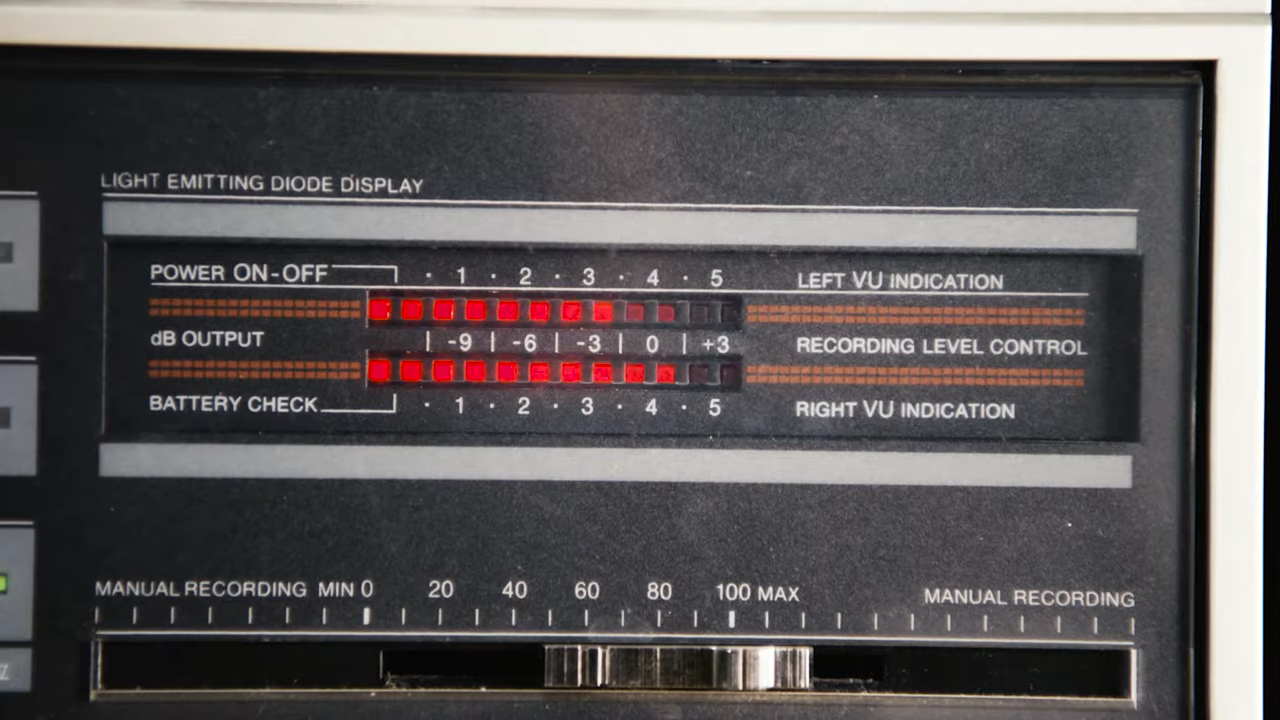 LIGHT EMITTING DIODE DISPLAY
POWER ON-OFF · 1 · 2 · 3 · 4 · 5 LEFT VU INDICATION
dB OUTPUT | -9 | -6 | -3 | 0 | +3 RECORDING LEVEL CONTROL
BATTERY CHECK · 1 · 2 · 3 · 4 · 5 RIGHT VU INDICATION
MANUAL RECORDING MIN 0 20 40 60 80 100 MAX MANUAL RECORDING